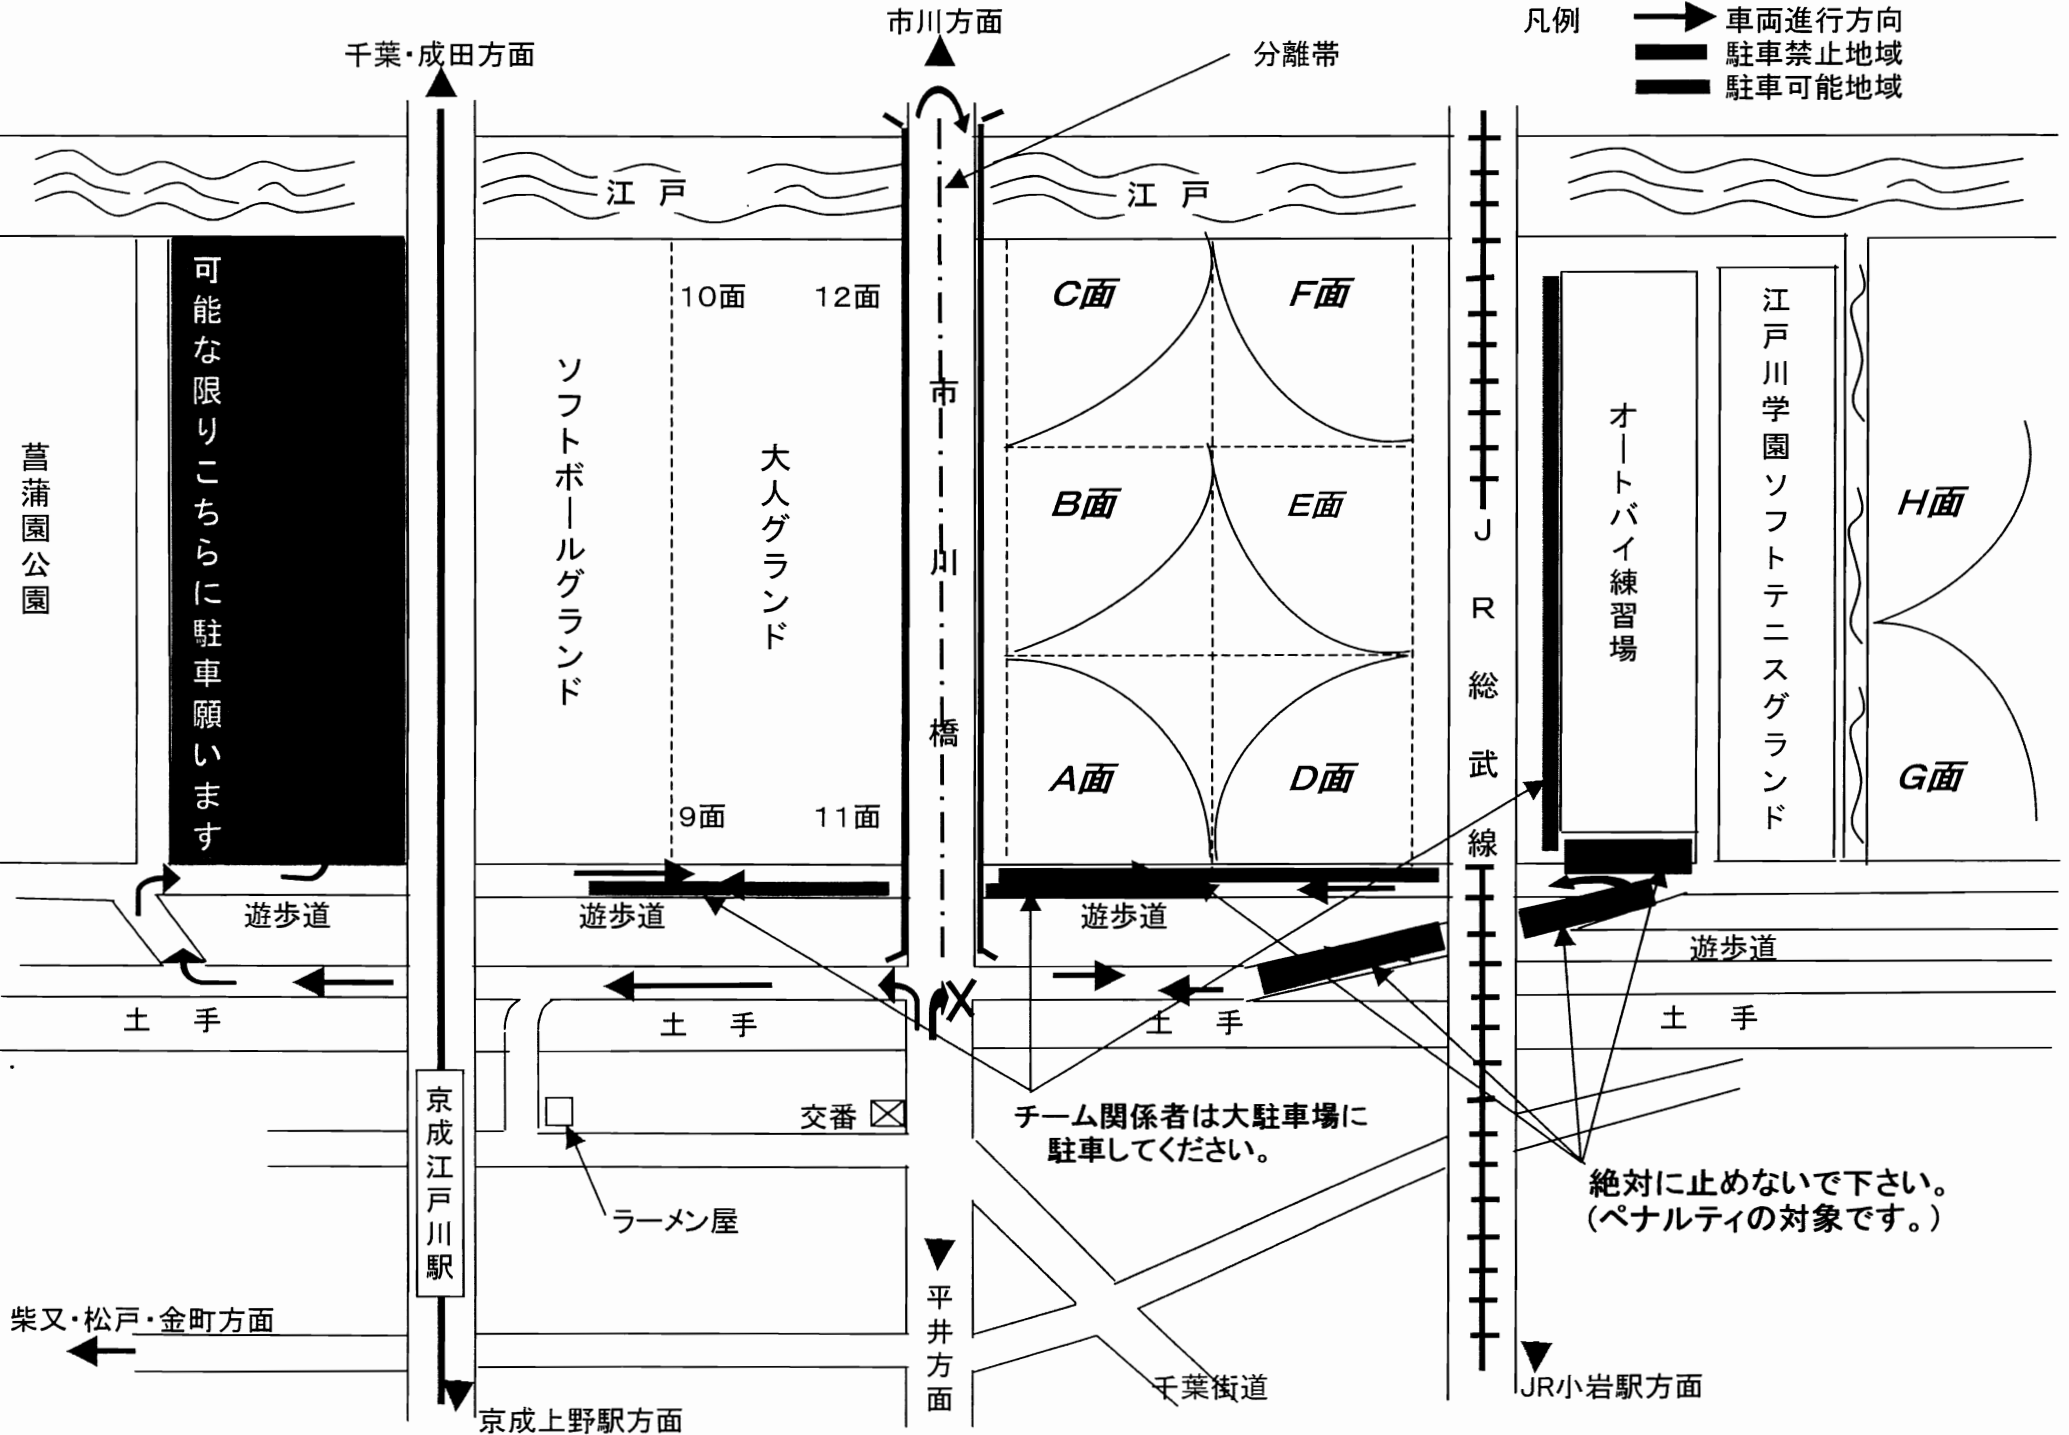 市川方面
凡例
車両進行方向
駐車禁止地域
駐車可能地域
千葉・成田方面
分離帯
江 戸
江 戸
可能な限りこちらに駐車願います
菖蒲園公園
ソフトボールグランド
10面
12面
大人グランド
9面
11面
市川橋
C面
F面
B面
E面
A面
D面
JR総武線
オートバイ練習場
江戸川学園ソフトテニスグランド
H面
G面
遊歩道
遊歩道
遊歩道
遊歩道
土 手
土 手
土 手
土 手
京成江戸川駅
交番
ラーメン屋
チーム関係者は大駐車場に
駐車してください。
絶対に止めないで下さい。
(ペナルティの対象です。)
平井方面
柴又・松戸・金町方面
京成上野駅方面
千葉街道
JR小岩駅方面